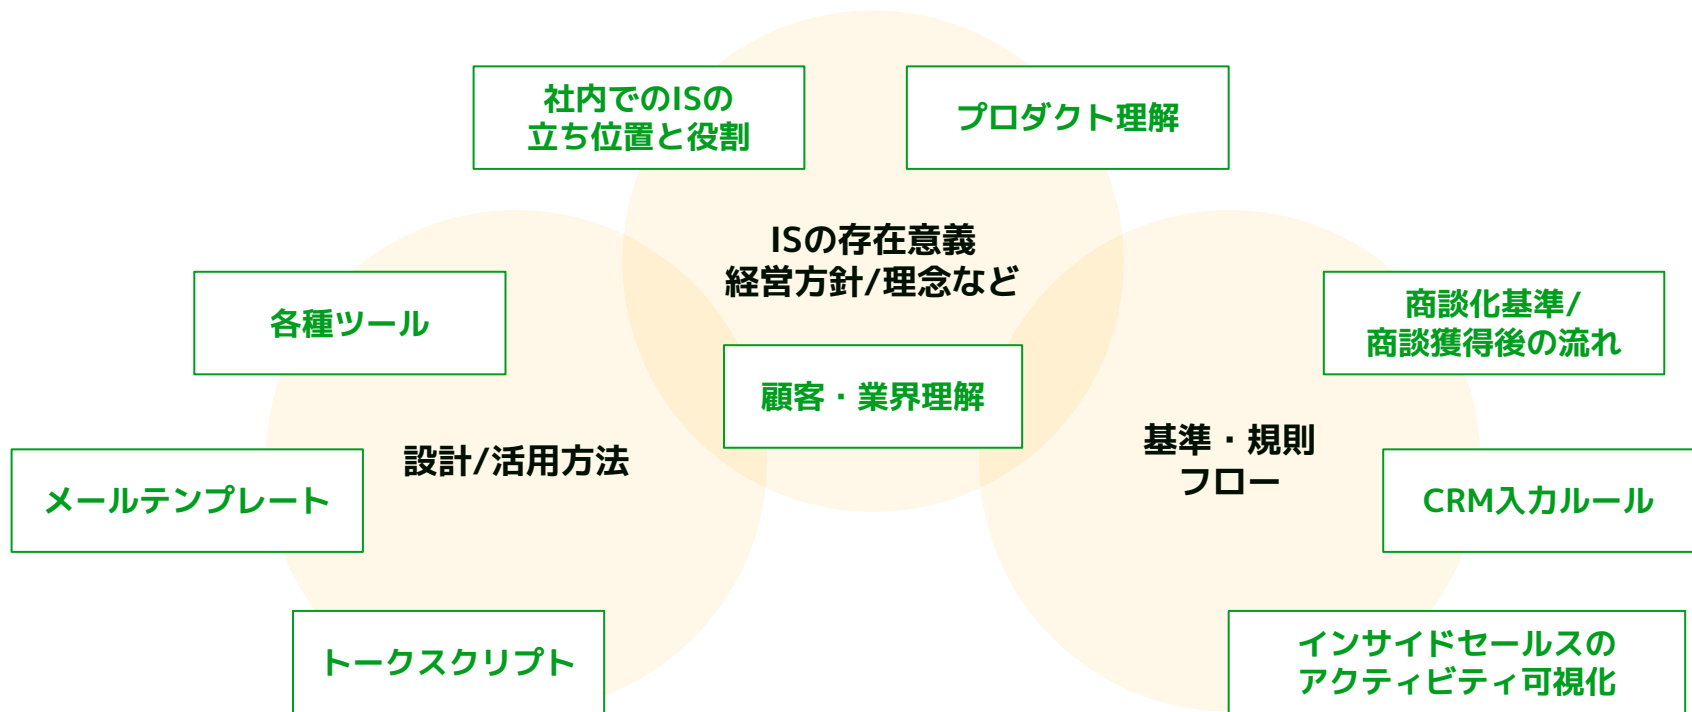 社内でのISの
立ち位置と役割
プロダクト理解
ISの存在意義
経営方針/理念など
顧客・業界理解
各種ツール
設計/活用方法
メールテンプレート
トークスクリプト
商談化基準/
商談獲得後の流れ
基準・規則
フロー
CRM入力ルール
インサイドセールスの
アクティビティ可視化